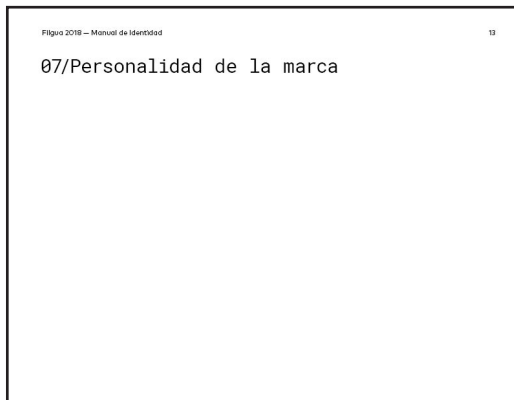 Filgua 2018 — Manual de Identidad
13
07/Personalidad de la marca